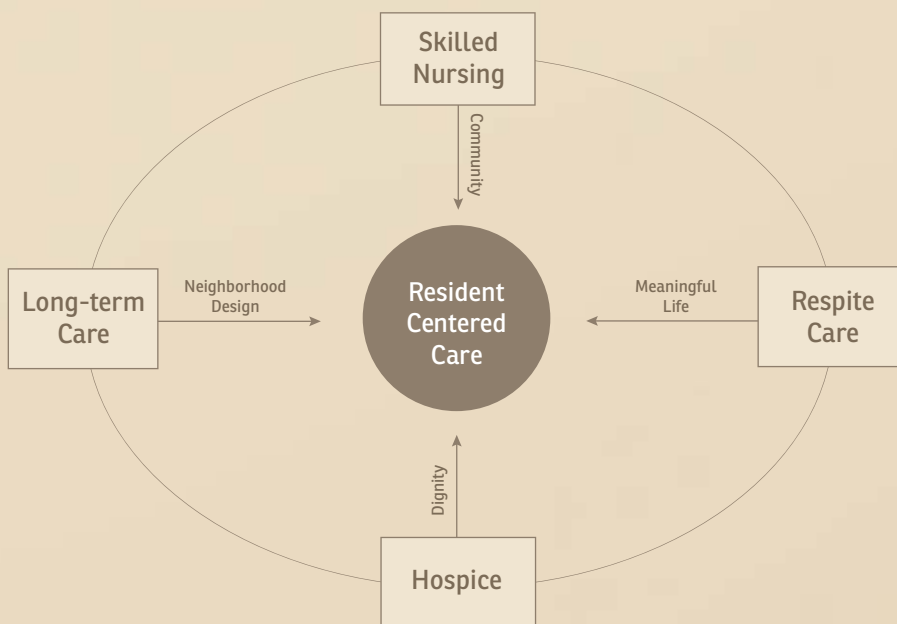 Skilled
Nursing
Community
Long-term
Care
Neighborhood
Design
Resident
Centered
Care
Meaningful
Life
Respite
Care
Dignity
Hospice